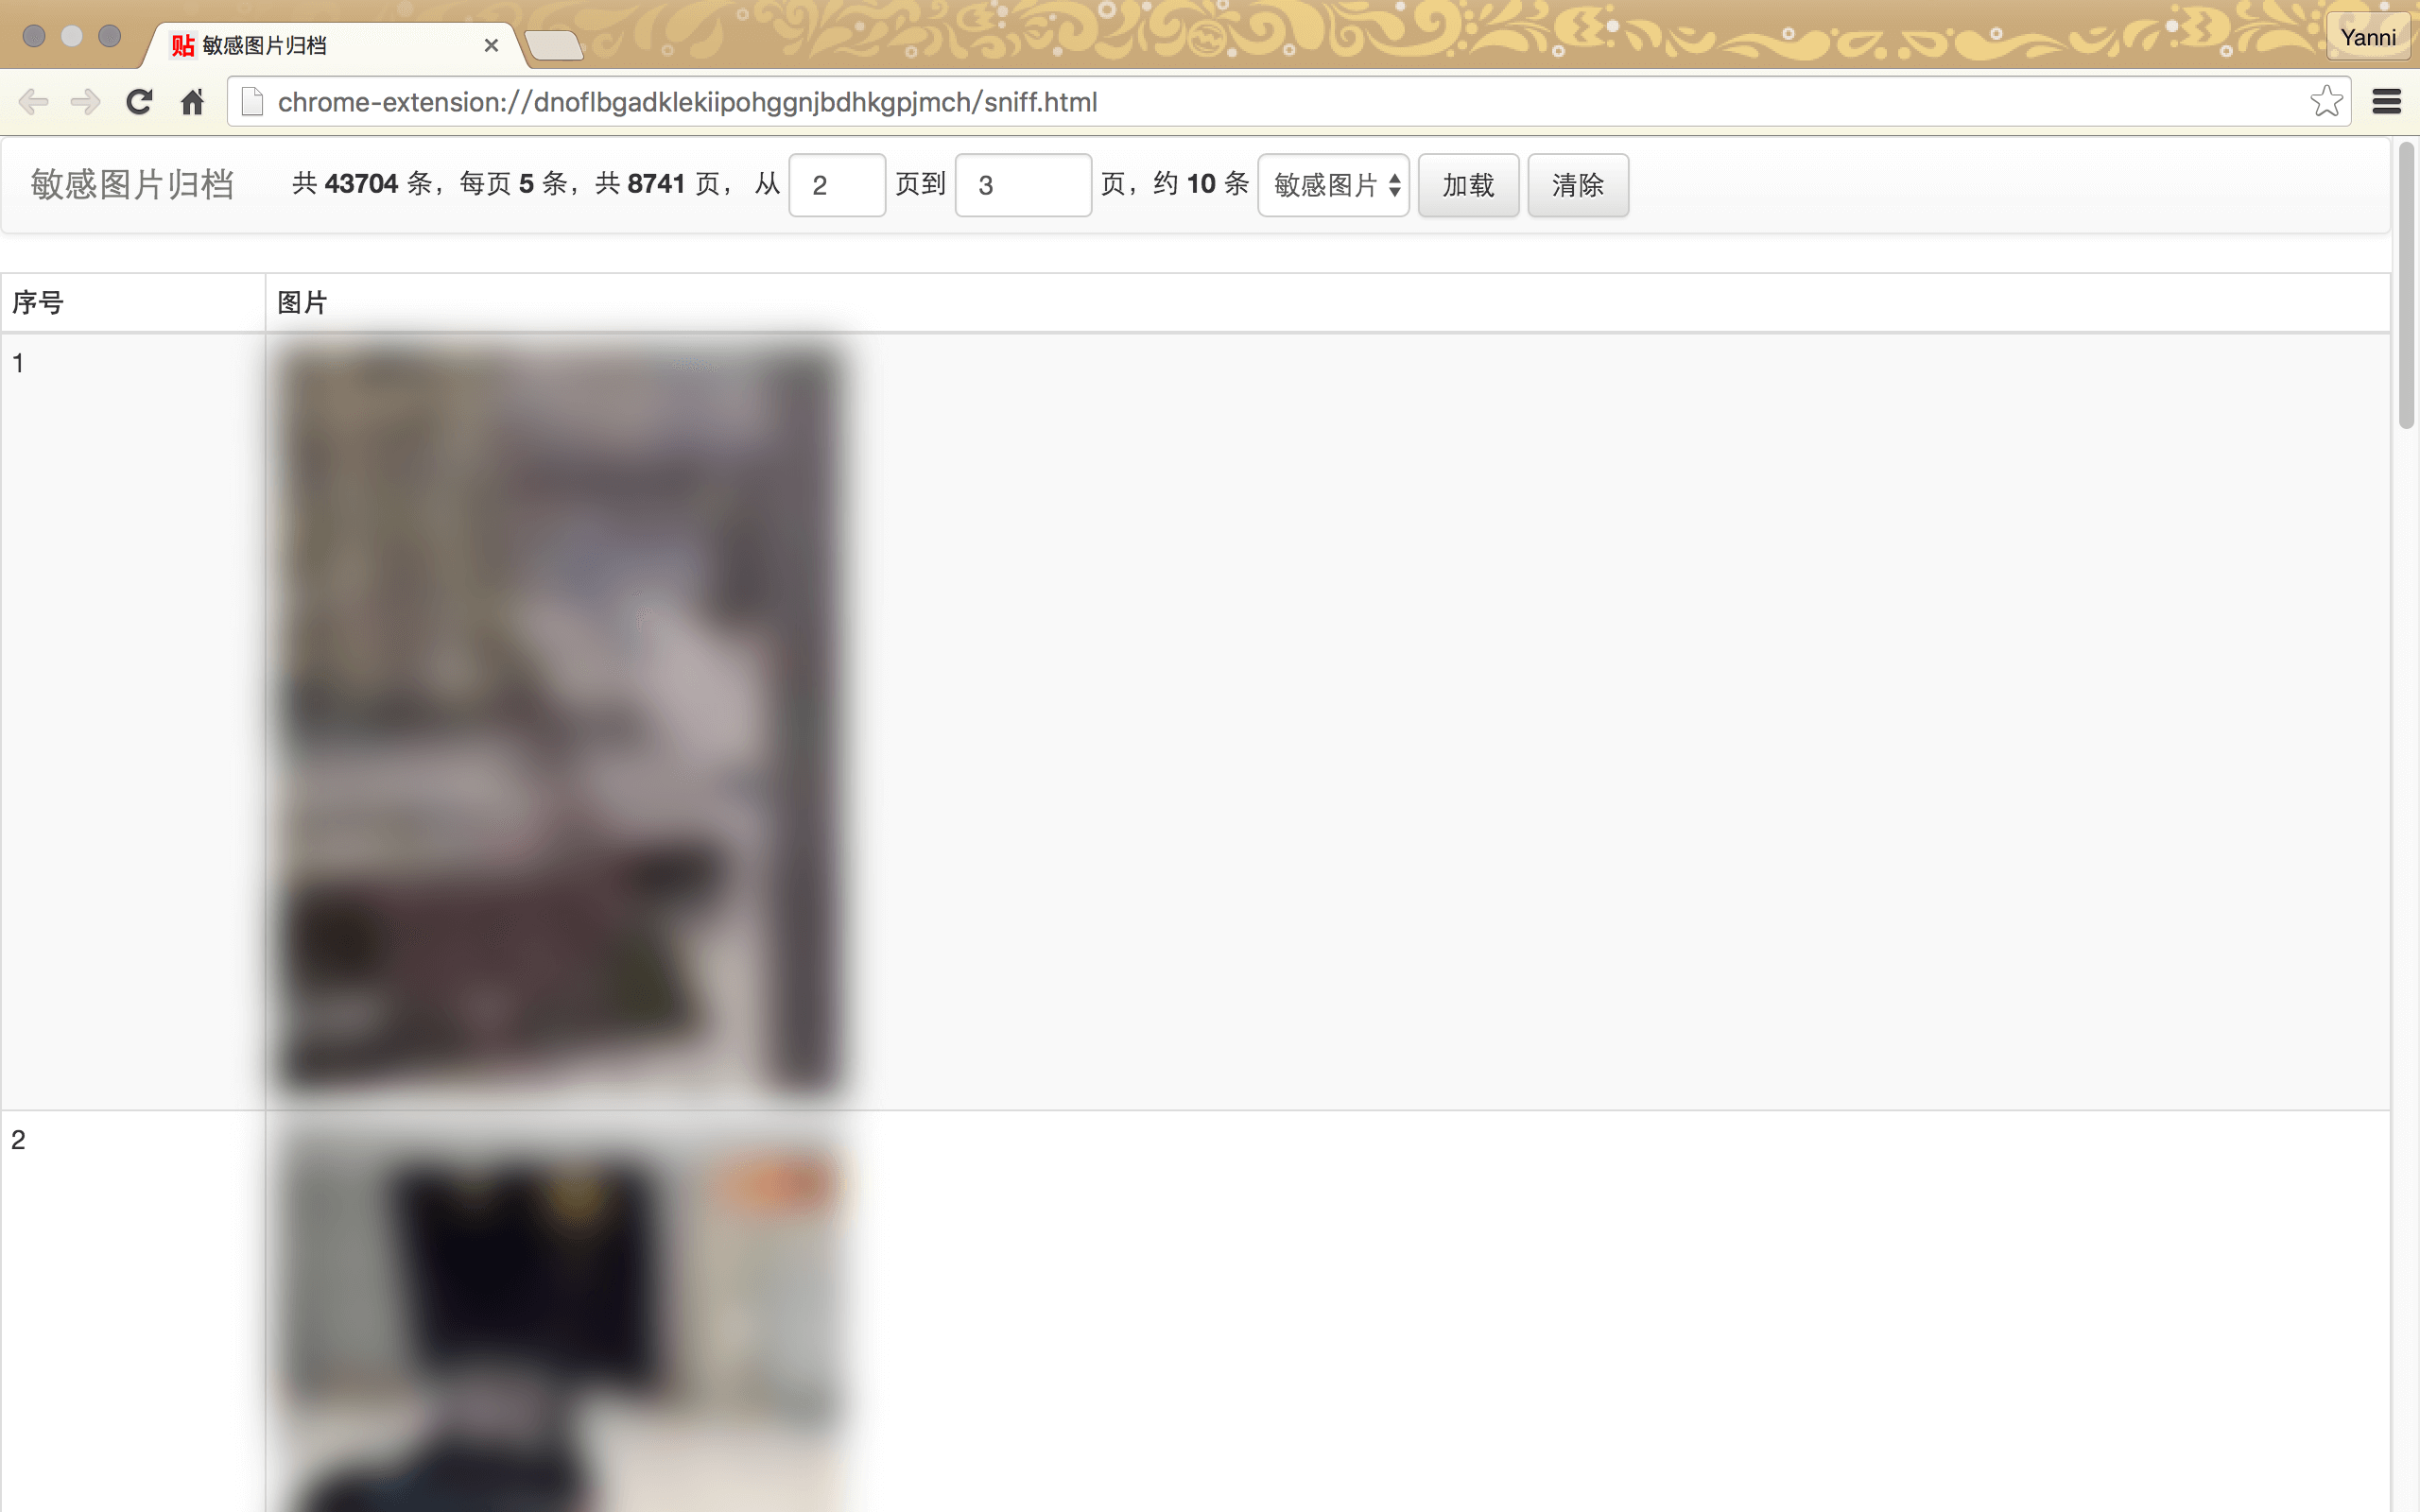 贴 敏感图片归档
Yanni
chrome-extension://dnoflbgadklekiipohggnjbdhkgpjmch/sniff.html
敏感图片归档 共 43704 条，每页 5 条，共 8741 页， 从 2 页到 3 页，约 10 条 敏感图片 加载 清除
序号 图片
1
2